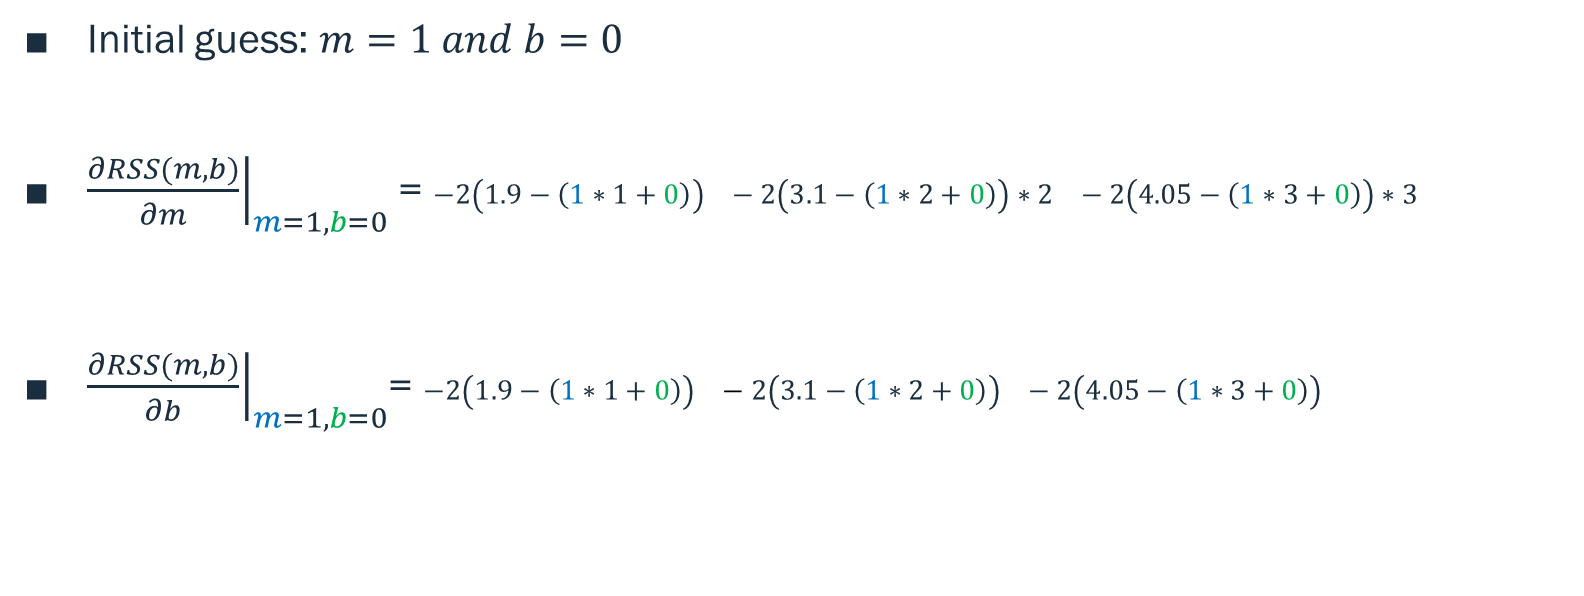 ■ Initial guess: m = 1 and b = 0
■ ∂RSS(m,b)/∂m |m=1,b=0 = −2(1.9 − (1 ∗ 1 + 0)) − 2(3.1 − (1 ∗ 2 + 0)) ∗ 2 − 2(4.05 − (1 ∗ 3 + 0)) ∗ 3
■ ∂RSS(m,b)/∂b |m=1,b=0 = −2(1.9 − (1 ∗ 1 + 0)) − 2(3.1 − (1 ∗ 2 + 0)) − 2(4.05 − (1 ∗ 3 + 0))